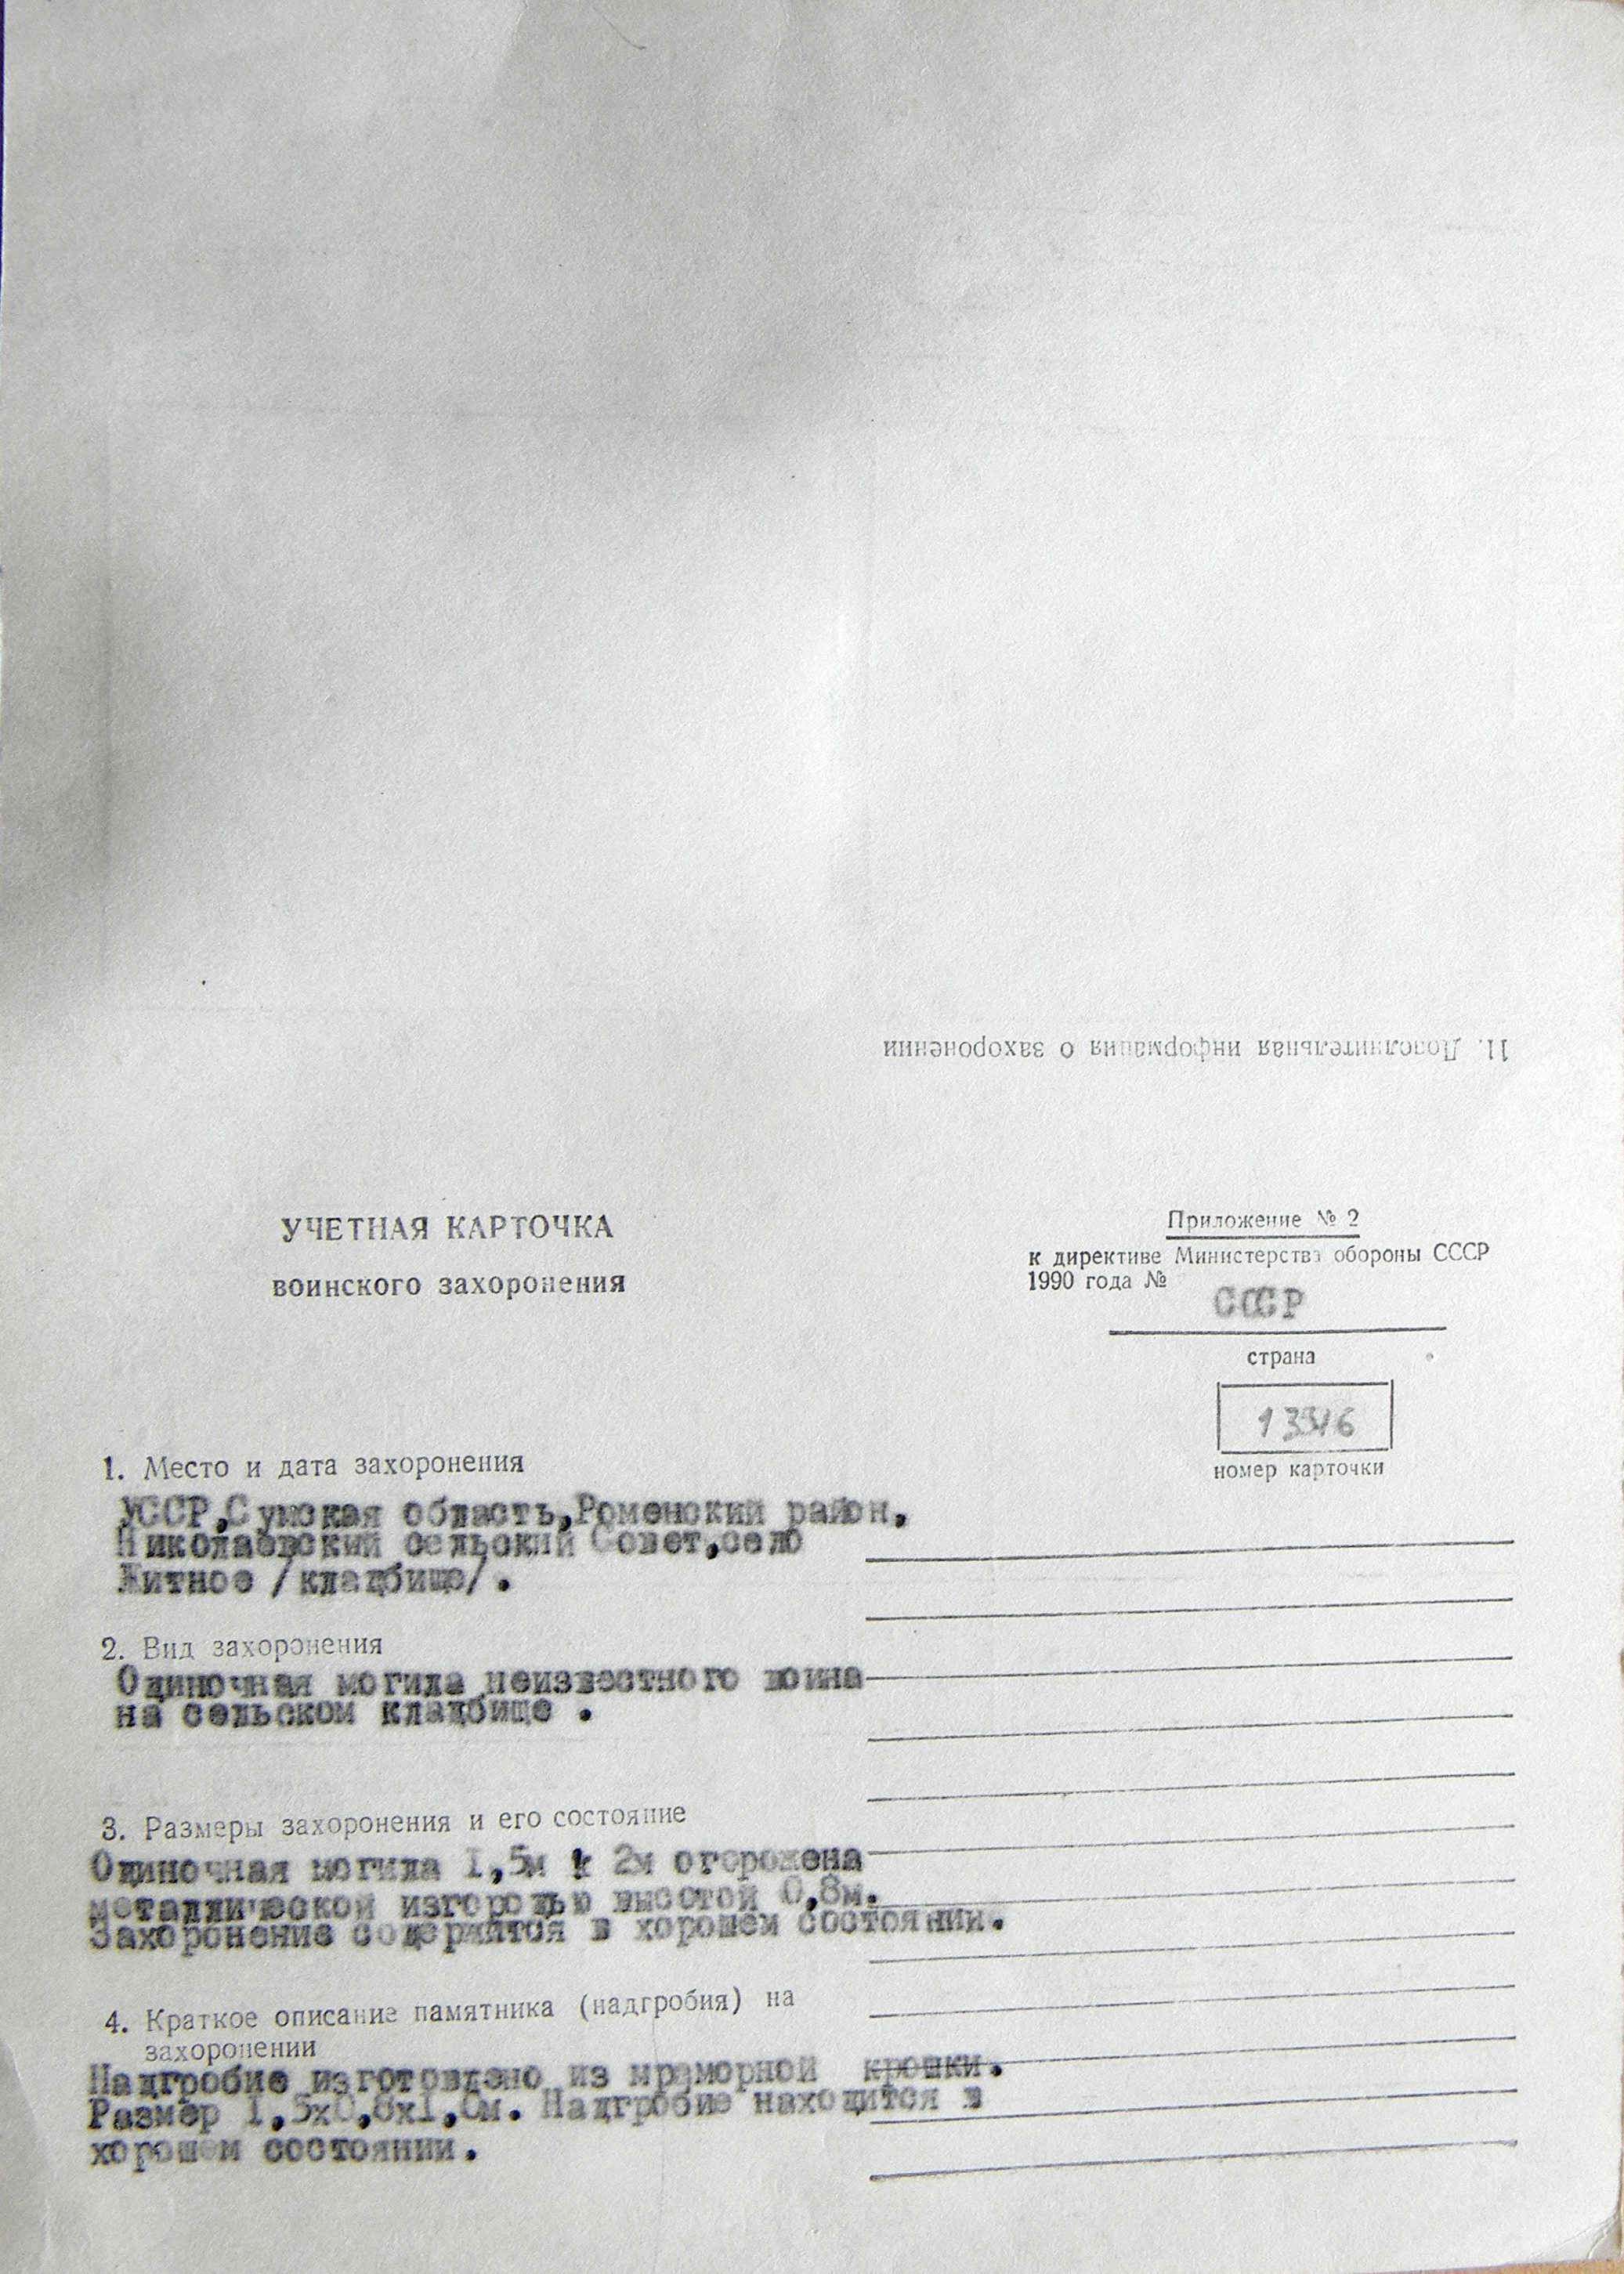 11. Дополнительная информация о захоронении
УЧЕТНАЯ КАРТОЧКА
воинского захоронения
Приложение № 2
к директиве Министерства обороны СССР
1990 года №
СССР
страна
номер карточки
1. Место и дата захоронения
УССР,Сумская область,Роменский район,
Николаевский сельский Совет,село
Житное /кладбище/.
2. Вид захоронения
Одиночная могила неизвестного воина
на сельском кладбище .
3. Размеры захоронения и его состояние
Одиночная могила 1,5м х 2м огорожена
металлической изгородью высотой 0,8м.
Захоронение содержится в хорошем состоянии.
4. Краткое описание памятника (надгробия) на
захоронении
Надгробие изготовлено из мраморной крошки.
Размер 1,5х0,8х1,0м. Надгробие находится в
хорошем состоянии.